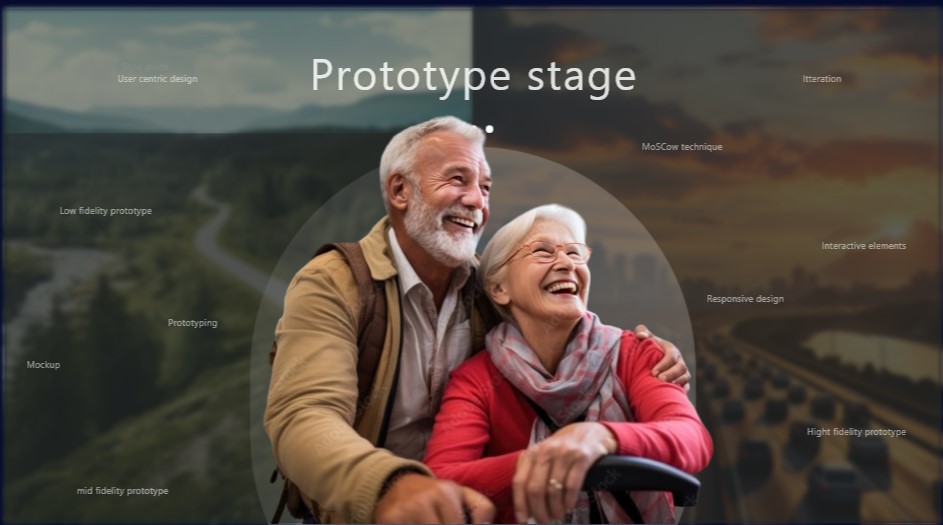 Prototype stage
User centric design
Itteration
MoSCow technique
Low fidelity prototype
Interactive elements
Responsive design
Prototyping
Mockup
Hight fidelity prototype
mid fidelity prototype